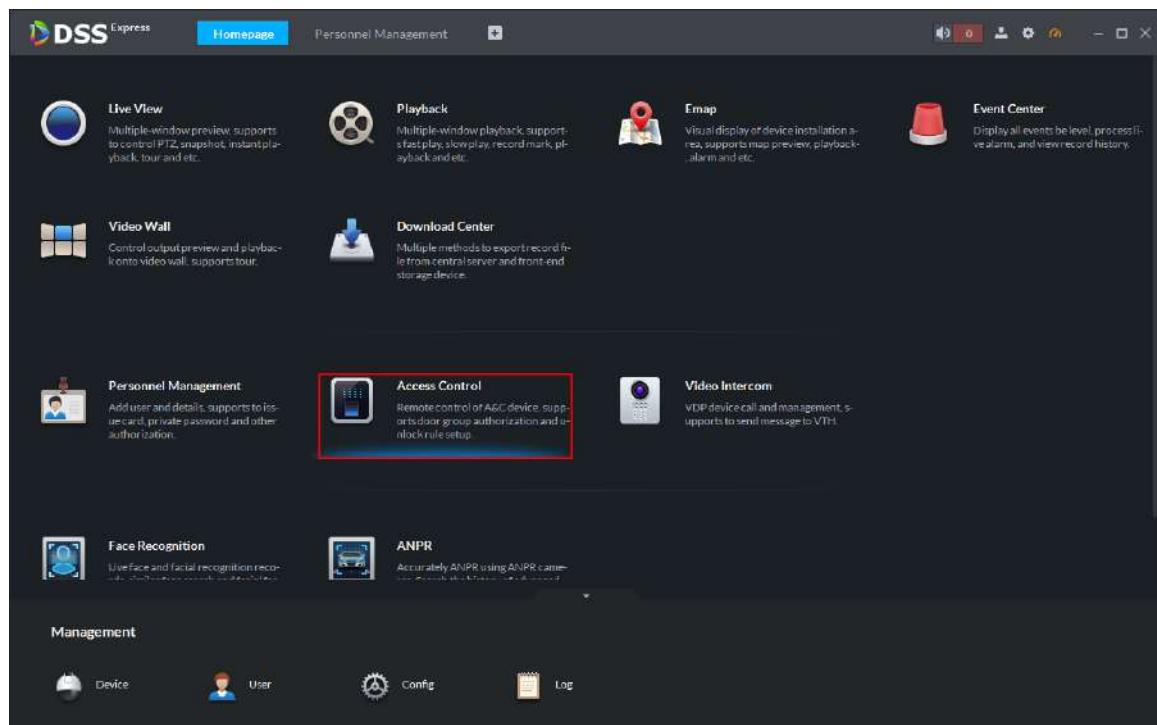 DSS Express
Homepage
Personnel Management
0
Live View
Multiple-window preview, supports
to control PTZ, snapshot, instant pla-
yback, tour and etc.
Playback
Multiple-window playback, support-
s fast play, slow play, record mark, pl-
ayback and etc.
Emap
Visual display of device installation a-
rea, supports map preview, playback-
, alarm and etc.
Event Center
Display all events be level, process li-
ve alarm, and view record history.
Video Wall
Control output preview and playbac-
k onto video wall, supports tour.
Download Center
Multiple methods to export record fi-
le from central server and front-end
storage device.
Personnel Management
Add user and details, supports to iss-
ue card, private password and other
authorization.
Access Control
Remote control of A&C device, supp-
orts door group authorization and u-
nlock rule setup.
Video Intercom
VDP device call and management, s-
upports to send message to VTH.
Face Recognition
Live face and facial recognition reco-
ANPR
Accurately ANPR using ANPR came-
Management
Device
User
Config
Log